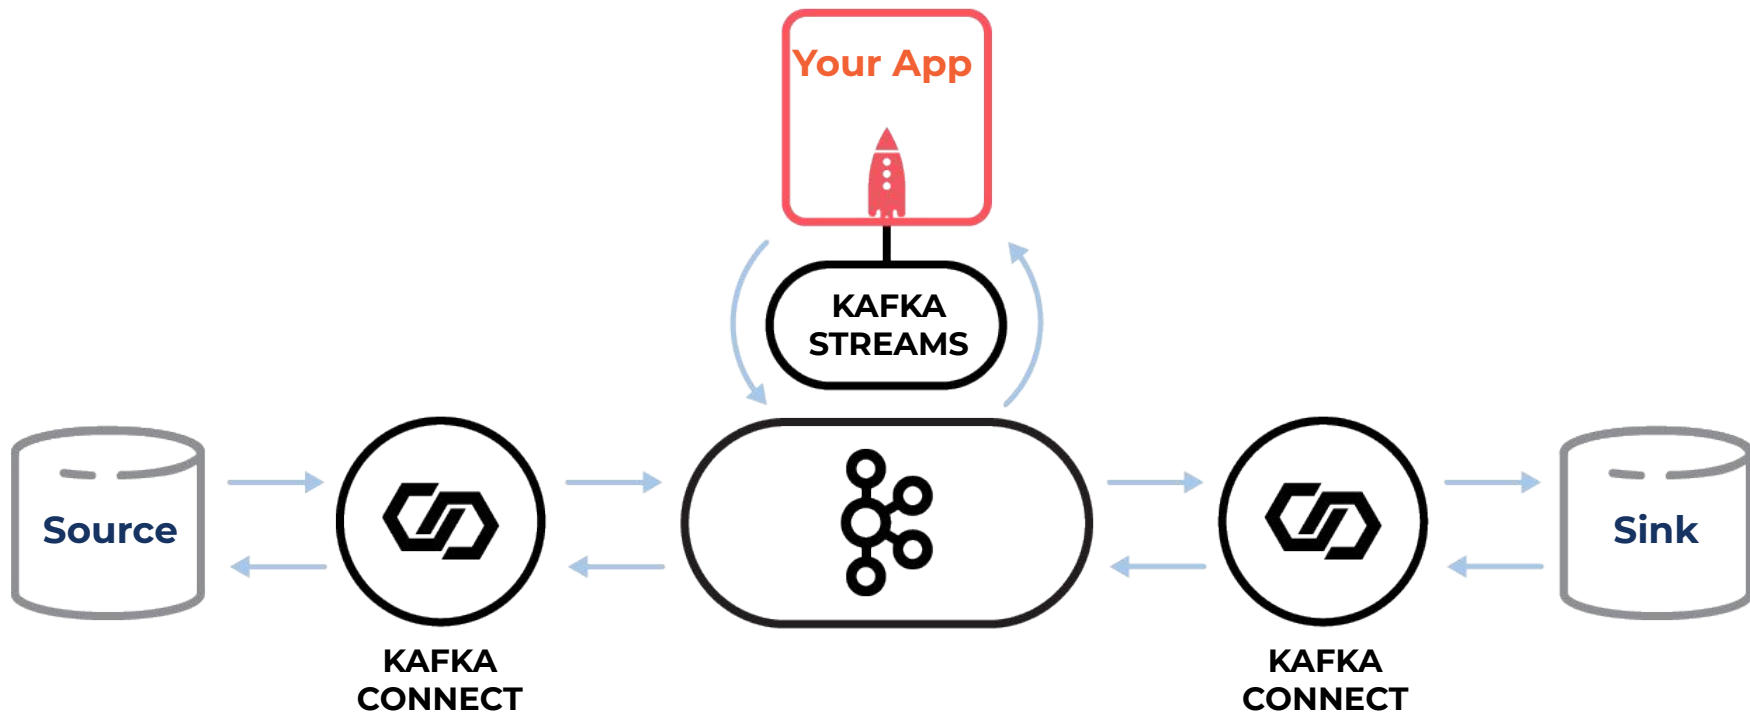 Your App
KAFKA
STREAMS
Source
Sink
KAFKA
CONNECT
KAFKA
CONNECT